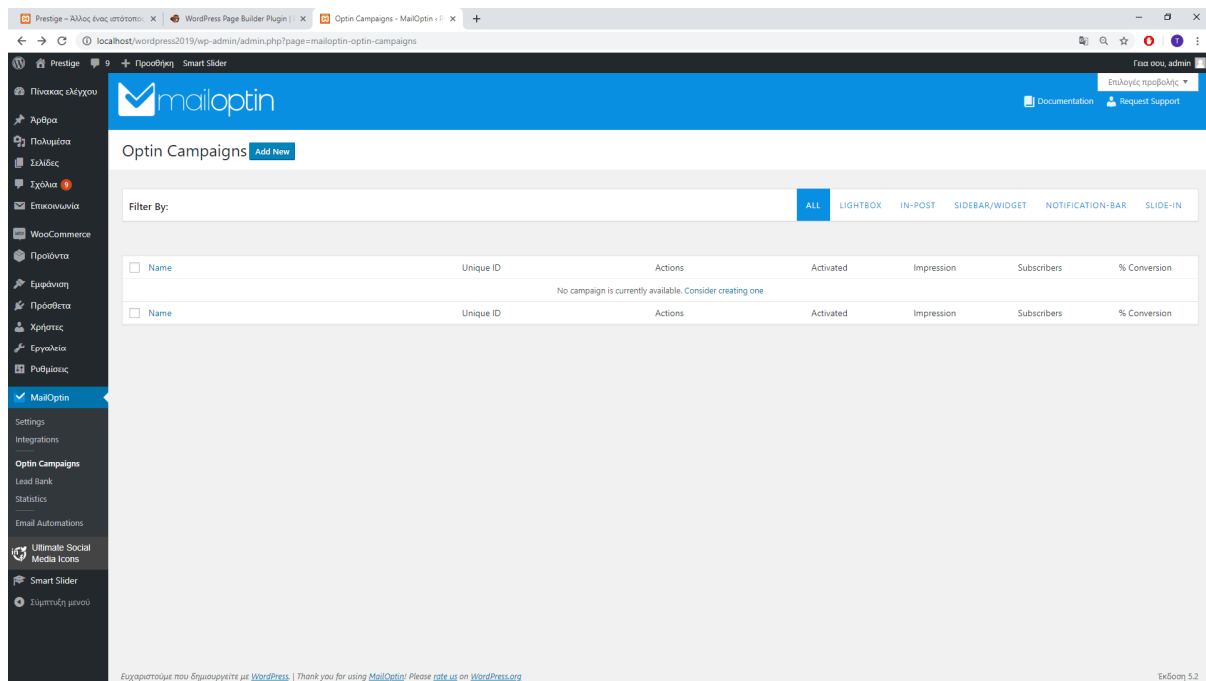 Prestige – Άλλος ένας ιστότοπος
WordPress Page Builder Plugin |
Optin Campaigns - MailOptin ‹ P
localhost/wordpress2019/wp-admin/admin.php?page=mailoptin-optin-campaigns
T
Prestige 9 Προσθήκη Smart Slider
Γεια σου, admin
Πίνακας ελέγχου
Άρθρα
Πολυμέσα
Σελίδες
Σχόλια 9
Επικοινωνία
WooCommerce
Προϊόντα
Εμφάνιση
Πρόσθετα
Χρήστες
Εργαλεία
Ρυθμίσεις
MailOptin
Settings
Integrations
Optin Campaigns
Lead Bank
Statistics
Email Automations
Ultimate Social
Media Icons
Smart Slider
Σύμπτυξη μενού
mailoptin
Επιλογές προβολής
Documentation Request Support
Optin Campaigns Add New
Filter By: ALL LIGHTBOX IN-POST SIDEBAR/WIDGET NOTIFICATION-BAR SLIDE-IN
Name Unique ID Actions Activated Impression Subscribers % Conversion
No campaign is currently available. Consider creating one
Name Unique ID Actions Activated Impression Subscribers % Conversion
Ευχαριστούμε που δημιουργείτε με WordPress. | Thank you for using MailOptin! Please rate us on WordPress.org
Έκδοση 5.2